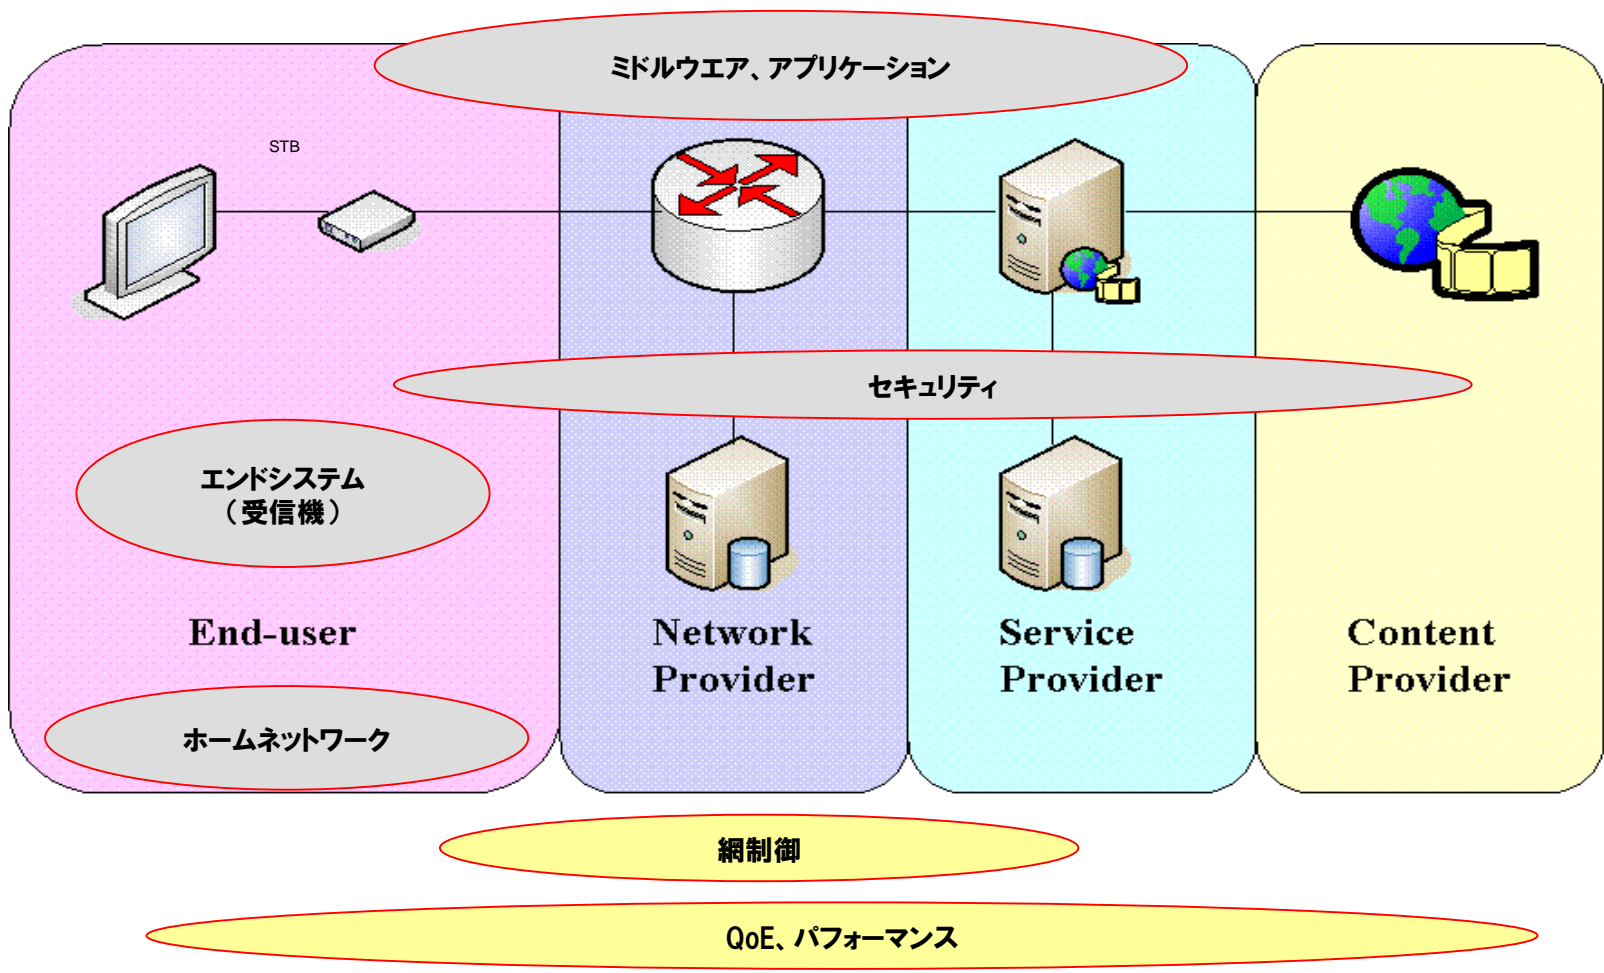 ミドルウエア、アプリケーション
STB
セキュリティ
エンドシステム
（受信機）
End-user
Network
Provider
Service
Provider
Content
Provider
ホームネットワーク
網制御
QoE、パフォーマンス